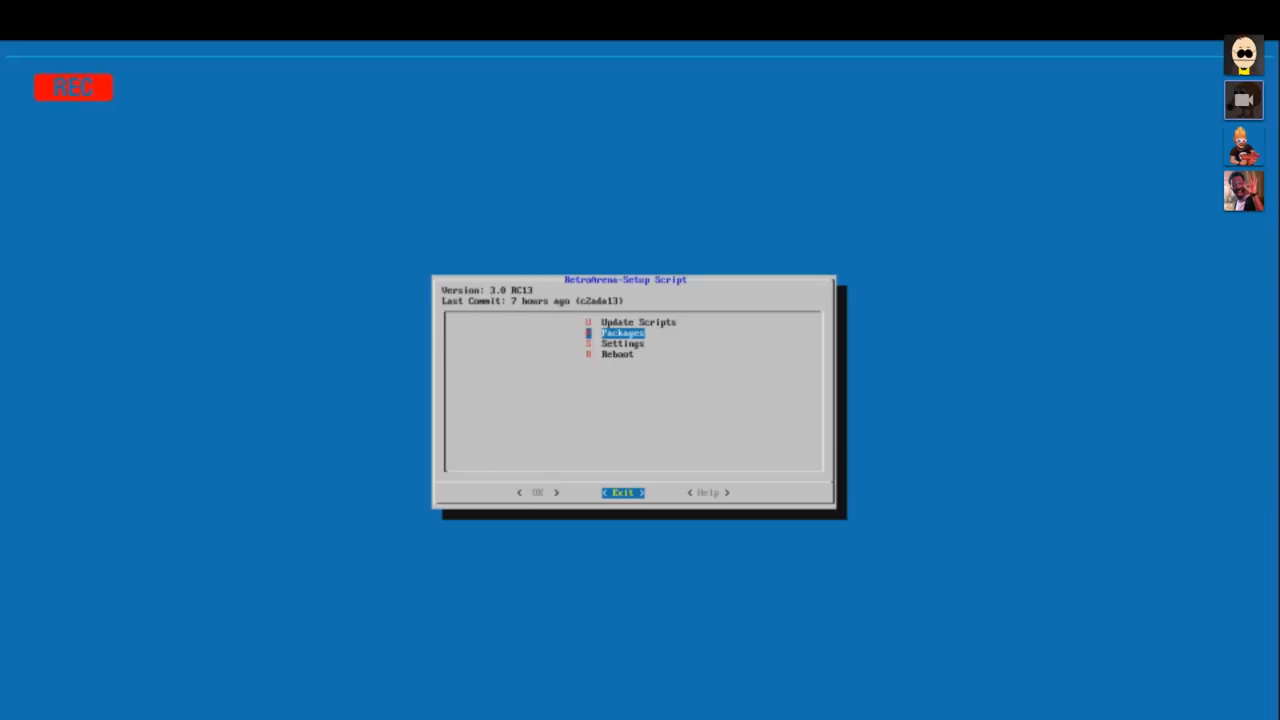 REC
RetroArena-Setup Script
Version: 3.0 RC13
Last Commit: 7 hours ago (c2ada13)
U Update Scripts
Packages
S Settings
R Reboot
< OK > < Exit > < Help >